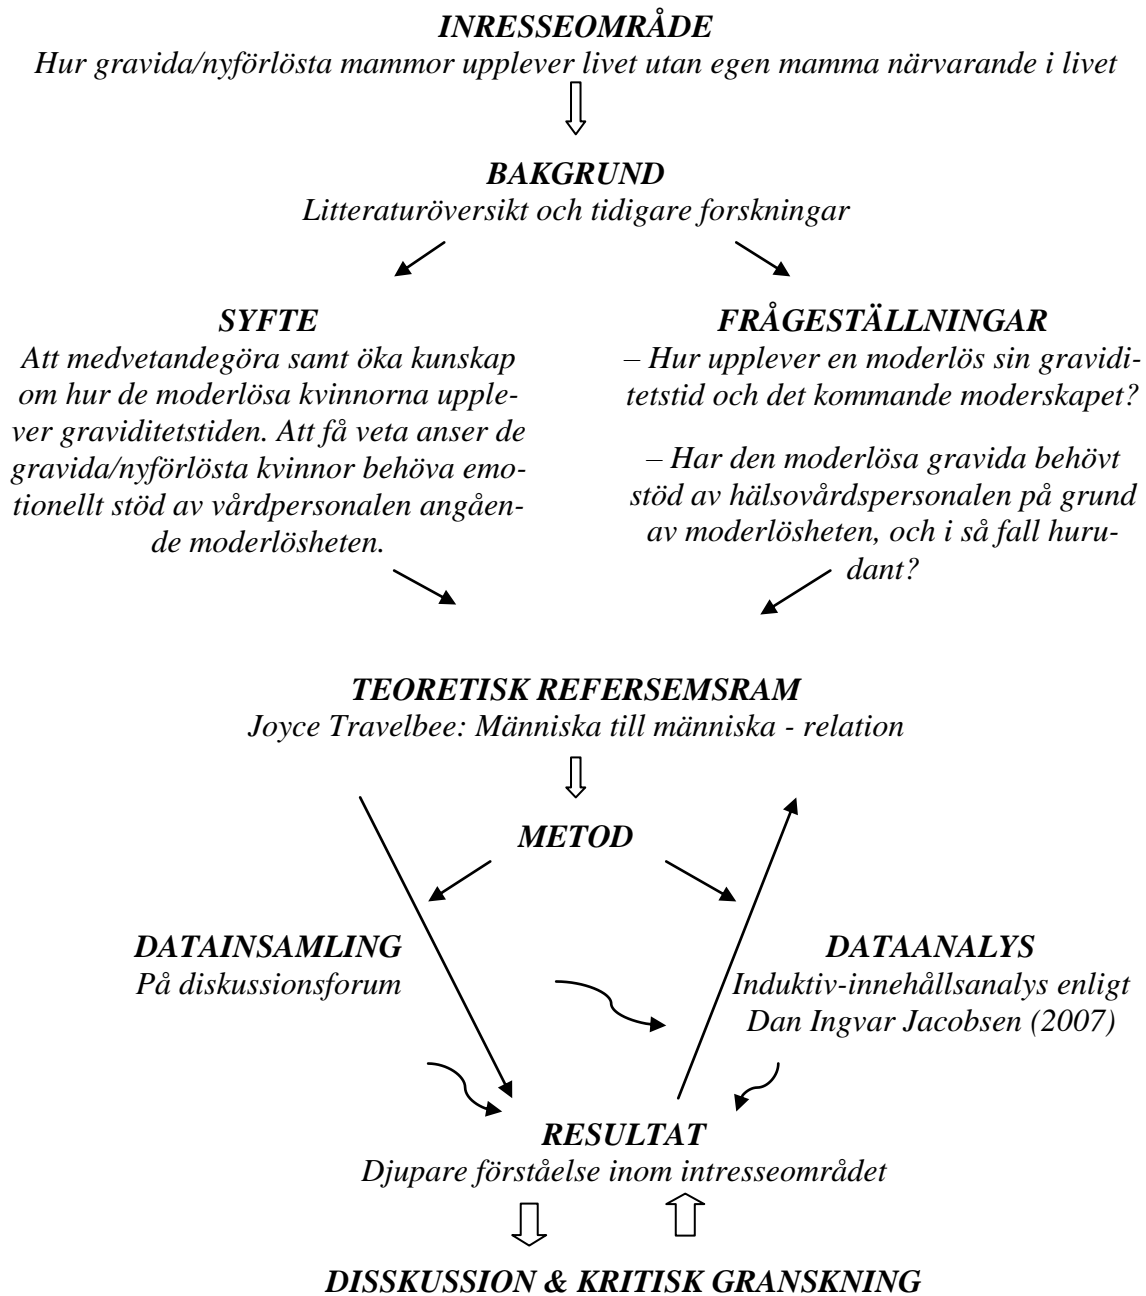 INRESSEOMRÅDE
Hur gravida/nyförlösta mammor upplever livet utan egen mamma närvarande i livet
BAKGRUND
Litteraturöversikt och tidigare forskningar
SYFTE
Att medvetandegöra samt öka kunskap
om hur de moderlösa kvinnorna upple-
ver graviditetstiden. Att få veta anser de
gravida/nyförlösta kvinnor behöva emo-
tionellt stöd av vårdpersonalen angåen-
de moderlösheten.
FRÅGESTÄLLNINGAR
– Hur upplever en moderlös sin gravidi-
tetstid och det kommande moderskapet?
– Har den moderlösa gravida behövt
stöd av hälsovårdspersonalen på grund
av moderlösheten, och i så fall huru-
dant?
TEORETISK REFERSEMSRAM
Joyce Travelbee: Människa till människa - relation
METOD
DATAINSAMLING
På diskussionsforum
DATAANALYS
Induktiv-innehållsanalys enligt
Dan Ingvar Jacobsen (2007)
RESULTAT
Djupare förståelse inom intresseområdet
DISSKUSSION & KRITISK GRANSKNING